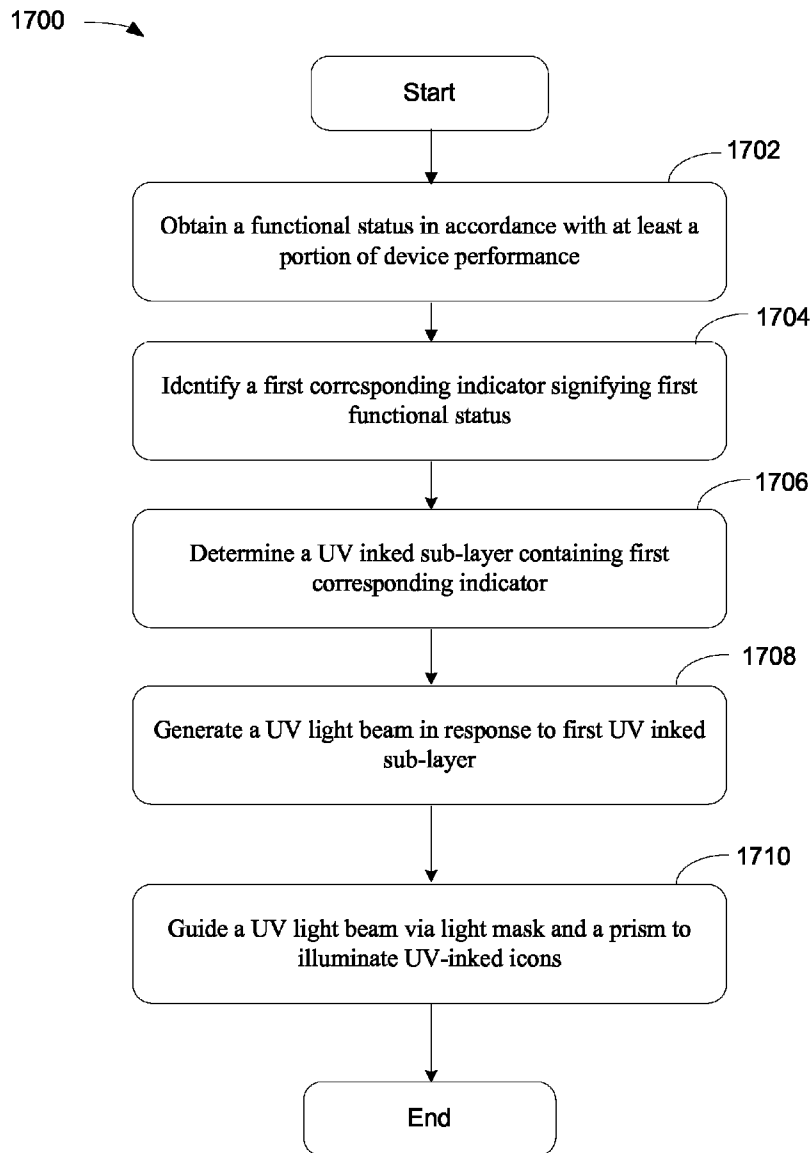 1700
Start
1702
Obtain a functional status in accordance with at least a
portion of device performance
1704
Identify a first corresponding indicator signifying first
functional status
1706
Determine a UV inked sub-layer containing first
corresponding indicator
1708
Generate a UV light beam in response to first UV inked
sub-layer
1710
Guide a UV light beam via light mask and a prism to
illuminate UV-inked icons
End